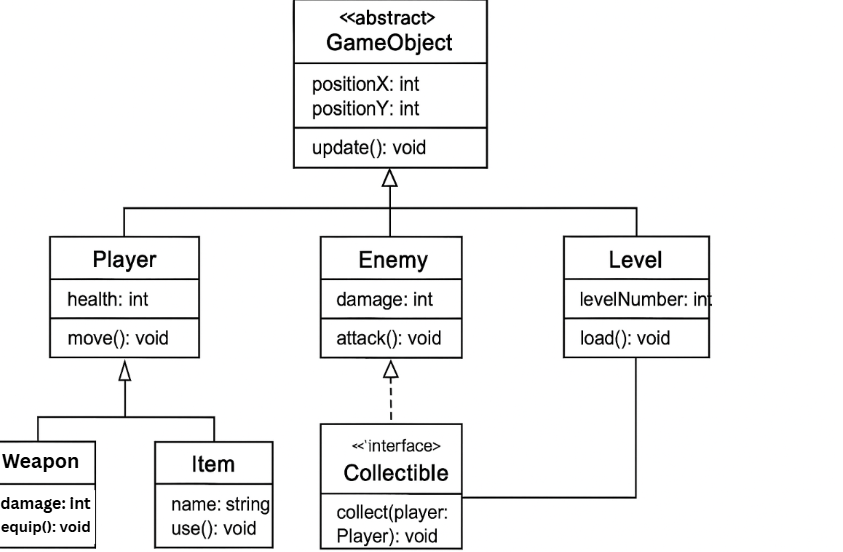 <<abstract>
GameObject
positionX: int
positionY: int
update(): void
Player
health: int
move(): void
Enemy
damage: int
attack(): void
Level
levelNumber: int
load(): void
Weapon
damage: int
equip(): void
Item
name: string
use(): void
<<'interface>
Collectible
collect(player:
Player): void